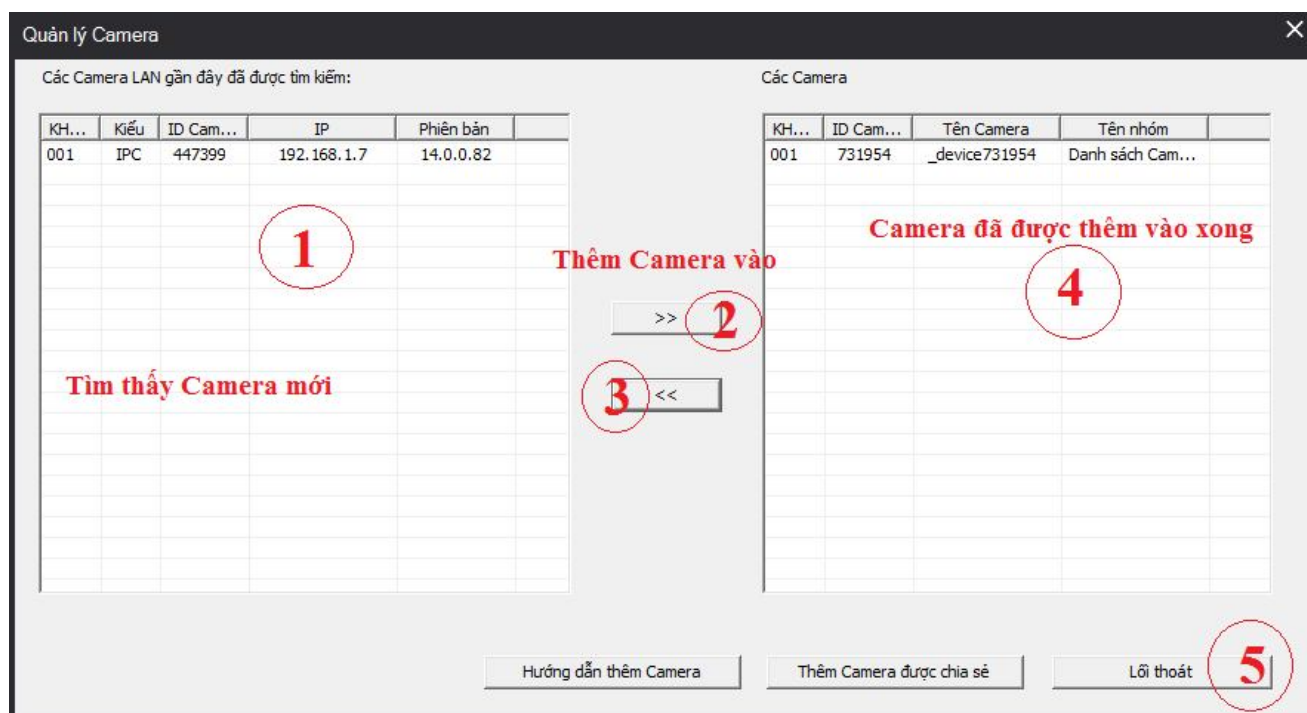 Quản lý Camera
Các Camera LAN gần đây đã được tìm kiếm:
Các Camera
KH... Kiểu ID Cam... IP Phiên bản
001 IPC 447399 192.168.1.7 14.0.0.82
KH... ID Cam... Tên Camera Tên nhóm
001 731954 _device731954 Danh sách Cam...
1
Tìm thấy Camera mới
Thêm Camera vào
>> 2
3 <<
Camera đã được thêm vào xong
4
Hướng dẫn thêm Camera
Thêm Camera được chia sẻ
Lối thoát 5